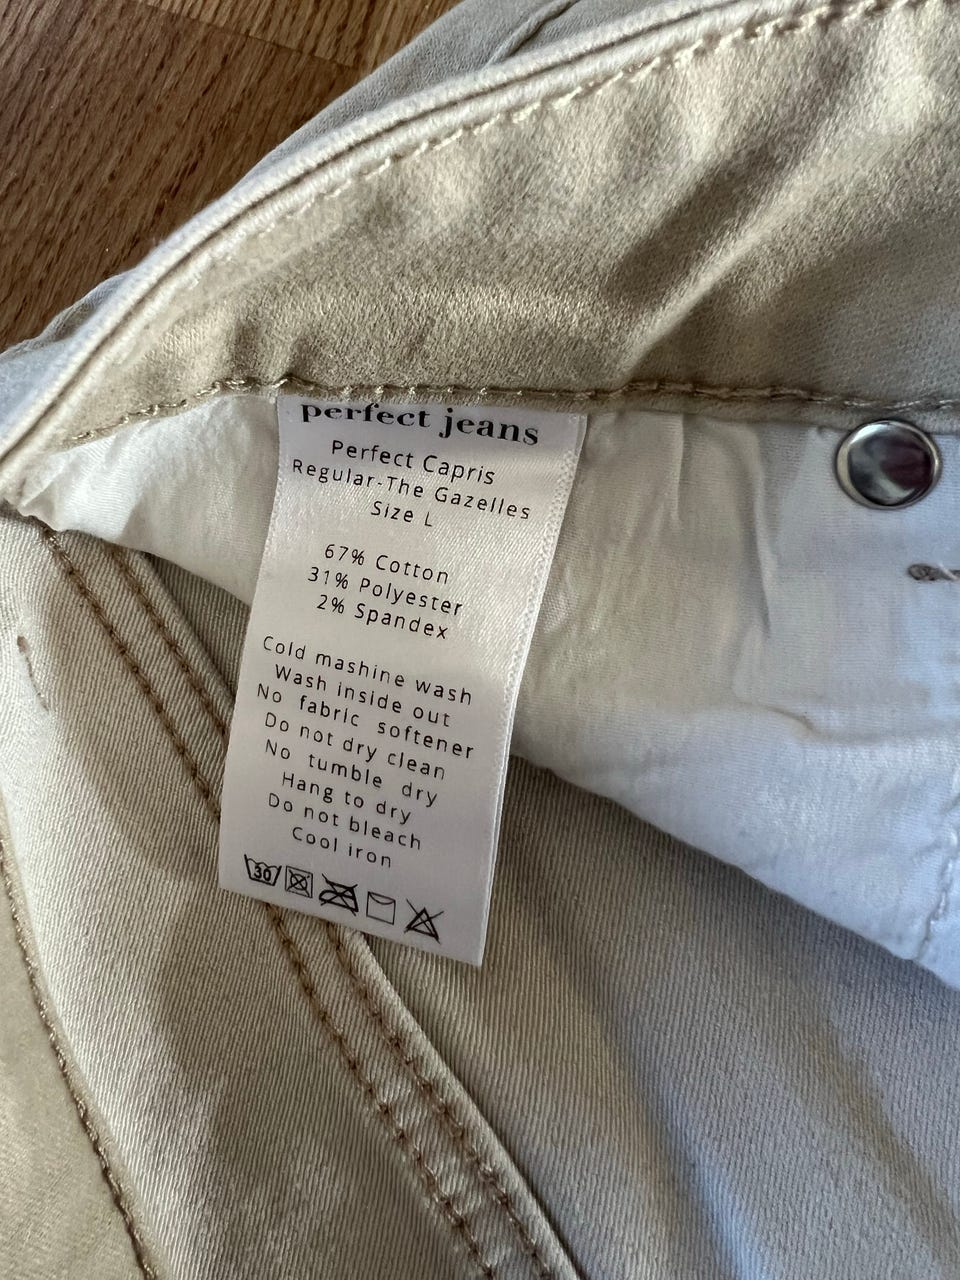 perfect jeans
Perfect Capris
Regular-The Gazelles
Size L
67% Cotton
31% Polyester
2% Spandex
Cold mashine wash
Wash inside out
No fabric softener
Do not dry clean
No tumble dry
Hang to dry
Do not bleach
Cool iron
30